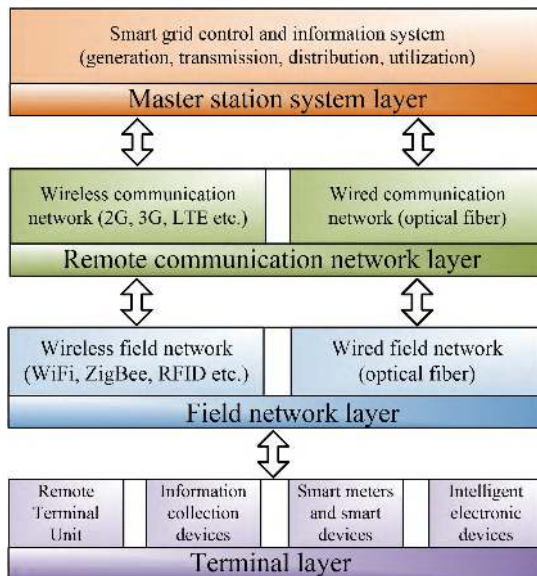 Smart grid control and information system
(generation, transmission, distribution, utilization)
Master station system layer
Wireless communication
network (2G, 3G, LTE etc.)
Wired communication
network (optical fiber)
Remote communication network layer
Wireless field network
(WiFi, ZigBee, RFID etc.)
Wired field network
(optical fiber)
Field network layer
Remote
Terminal
Unit
Information
collection
devices
Smart meters
and smart
devices
Intelligent
electronic
devices
Terminal layer